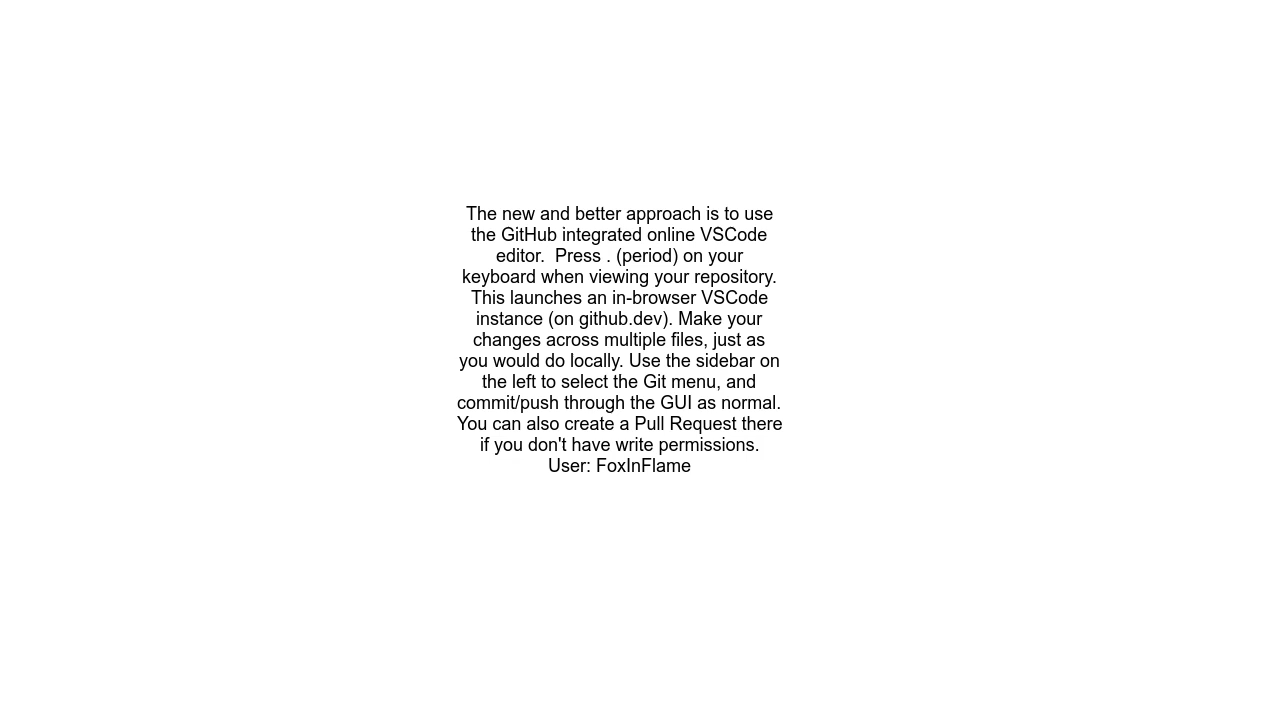 The new and better approach is to use
the GitHub integrated online VSCode
editor.  Press . (period) on your
keyboard when viewing your repository.
This launches an in-browser VSCode
instance (on github.dev). Make your
changes across multiple files, just as
you would do locally. Use the sidebar on
the left to select the Git menu, and
commit/push through the GUI as normal.
You can also create a Pull Request there
if you don't have write permissions.
User: FoxInFlame